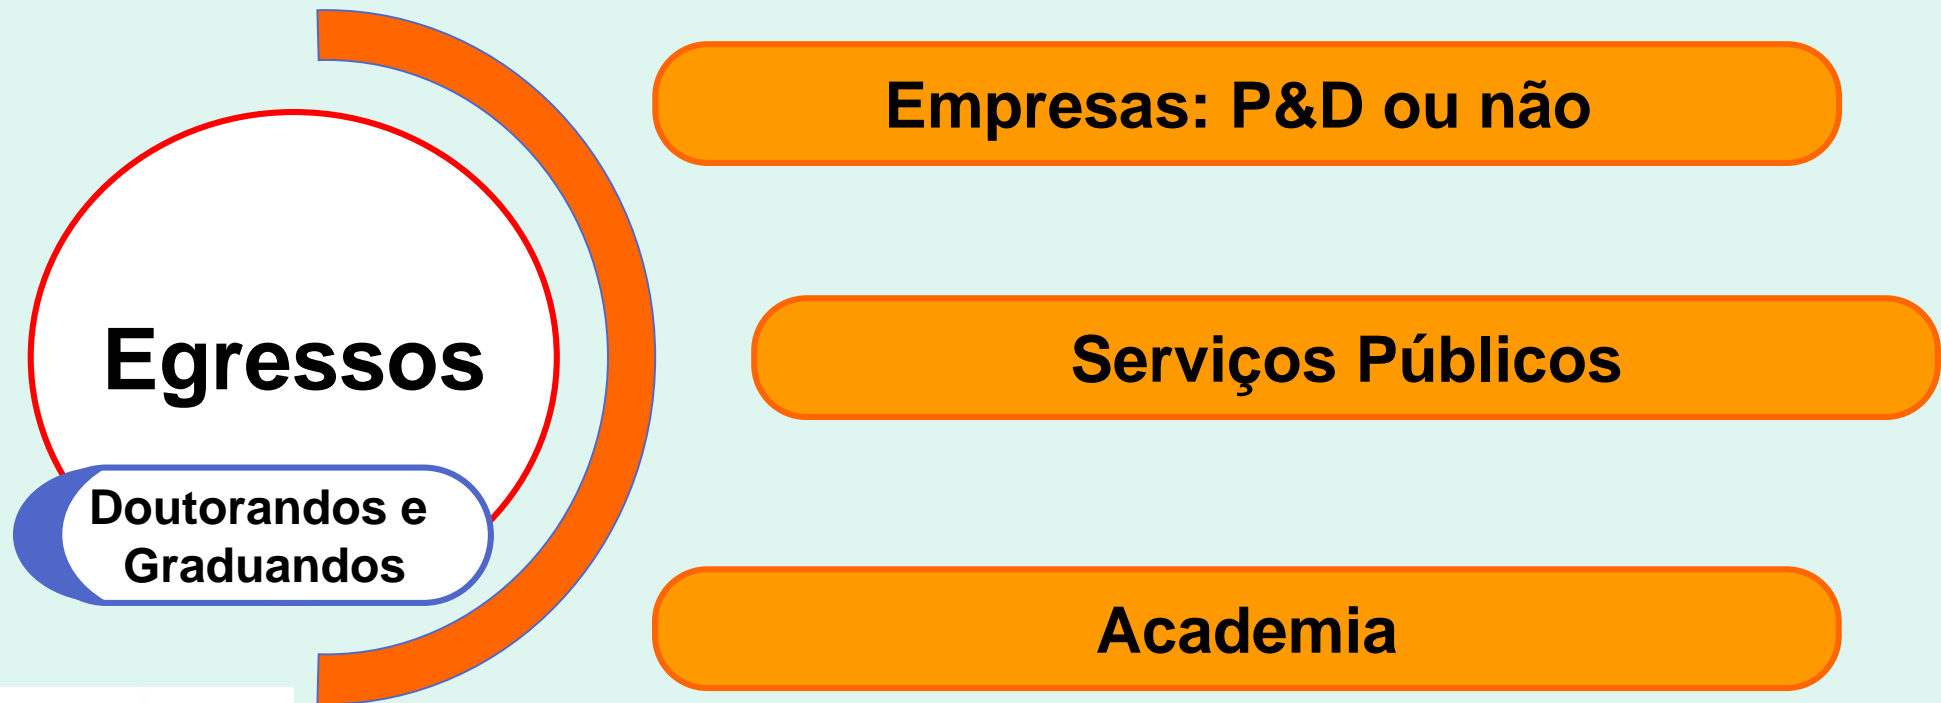 Empresas: P&D ou não
Egressos
Serviços Públicos
Doutorandos e
Graduandos
Academia